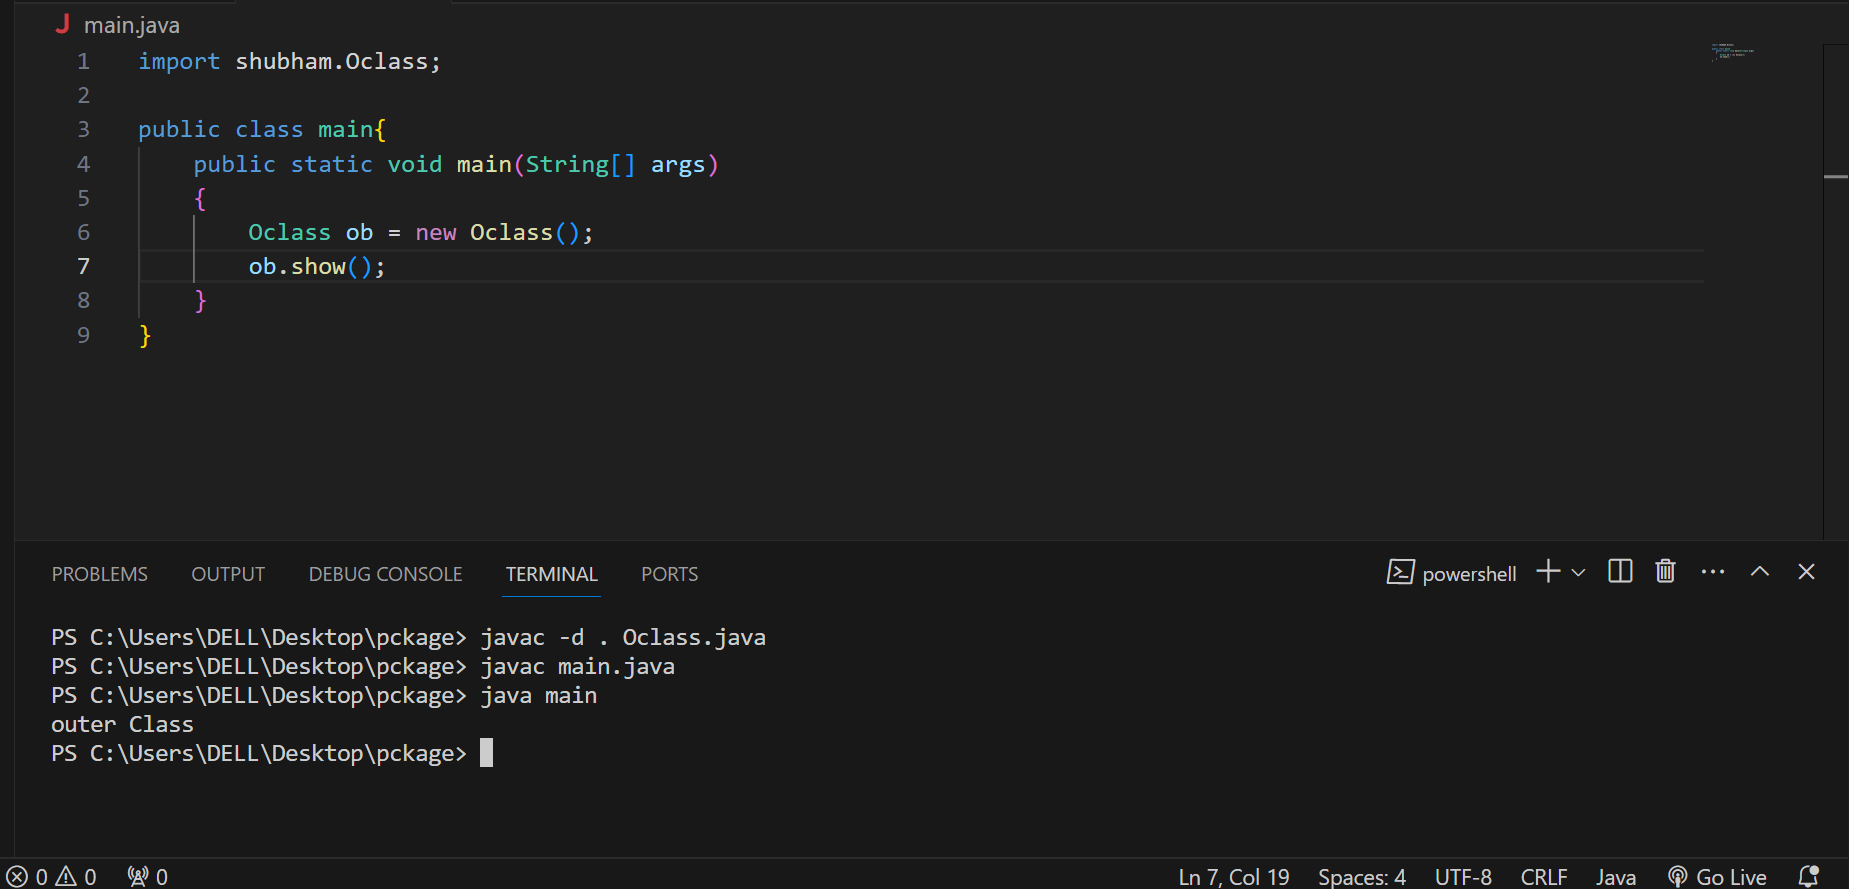 J main.java
1 import shubham.Oclass;
2
3 public class main{
4     public static void main(String[] args)
5     {
6         Oclass ob = new Oclass();
7         ob.show();
8     }
9 }
PROBLEMS OUTPUT DEBUG CONSOLE TERMINAL PORTS powershell
PS C:\Users\DELL\Desktop\pckage> javac -d . Oclass.java
PS C:\Users\DELL\Desktop\pckage> javac main.java
PS C:\Users\DELL\Desktop\pckage> java main
outer Class
PS C:\Users\DELL\Desktop\pckage>
0 0 0 Ln 7, Col 19 Spaces: 4 UTF-8 CRLF Java Go Live